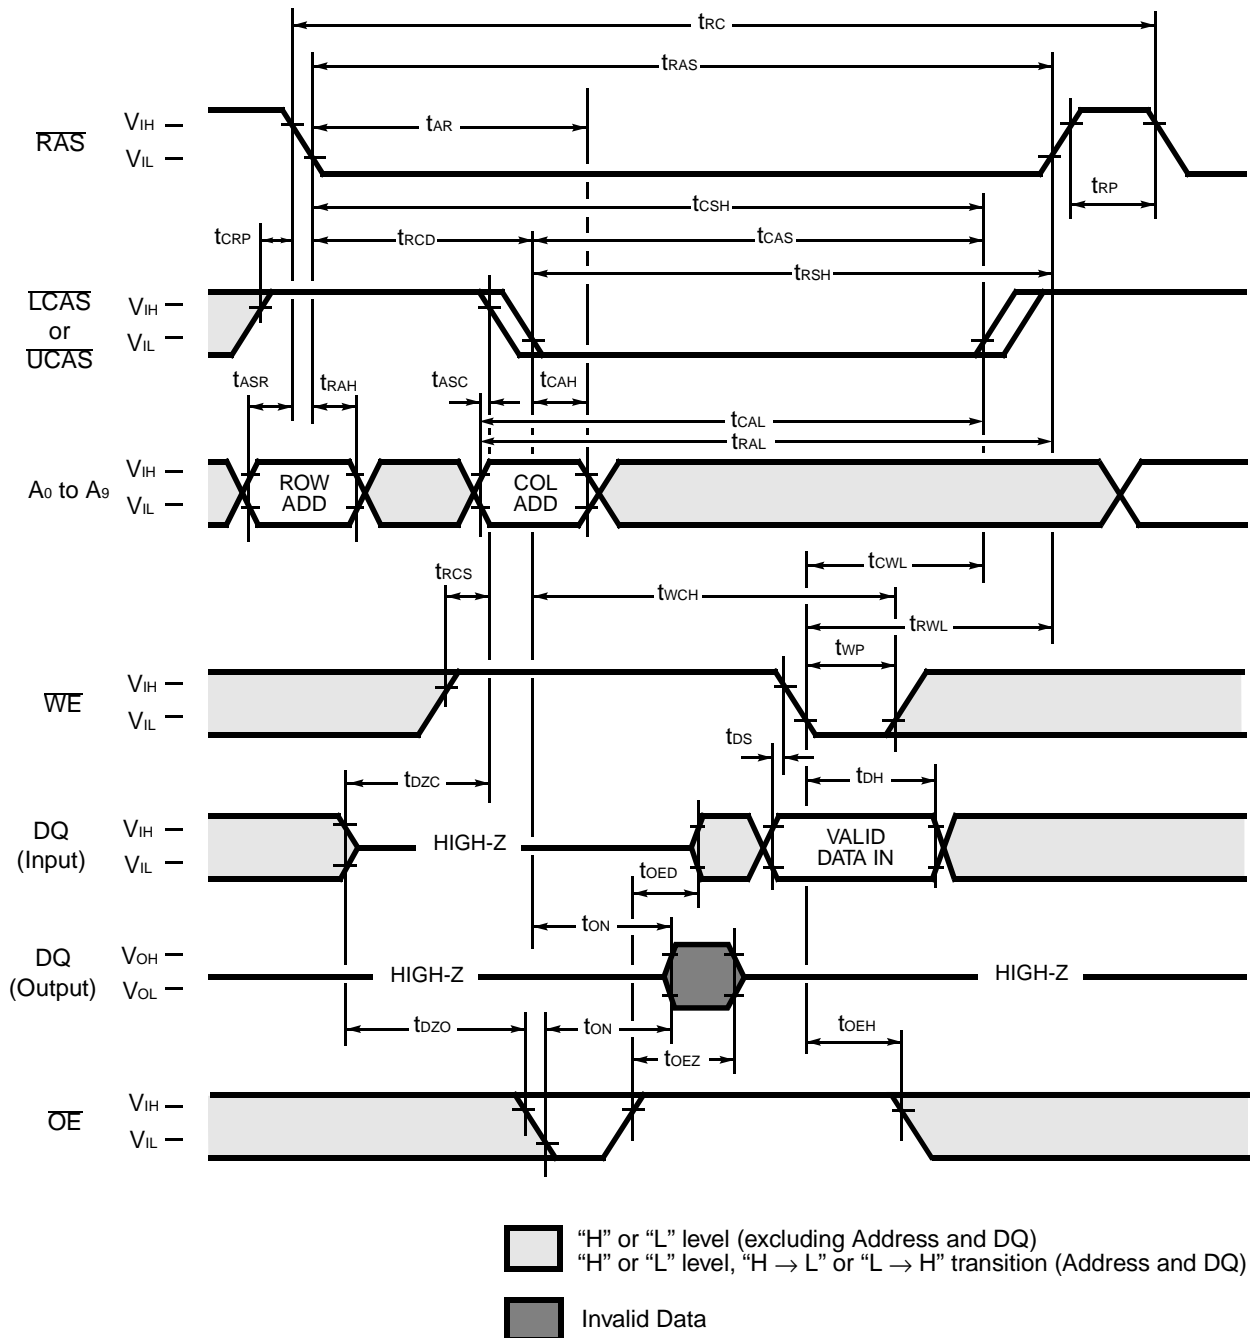 tRC
tRAS
RAS
VIH
VIL
tAR
tRP
tCSH
tCRP
tRCD
tCAS
tRSH
LCAS
or
UCAS
VIH
VIL
tASR
tRAH
tASC
tCAH
tCAL
tRAL
A0 to A9
VIH
VIL
ROW
ADD
COL
ADD
tRCS
tCWL
tWCH
tRWL
tWP
WE
VIH
VIL
tDS
tDZC
tDH
DQ
(Input)
VIH
VIL
HIGH-Z
VALID
DATA IN
tOED
tON
DQ
(Output)
VOH
VOL
HIGH-Z
HIGH-Z
tDZO
tON
tOEZ
tOEH
OE
VIH
VIL
“H” or “L” level (excluding Address and DQ)
“H” or “L” level, “H → L” or “L → H” transition (Address and DQ)
Invalid Data